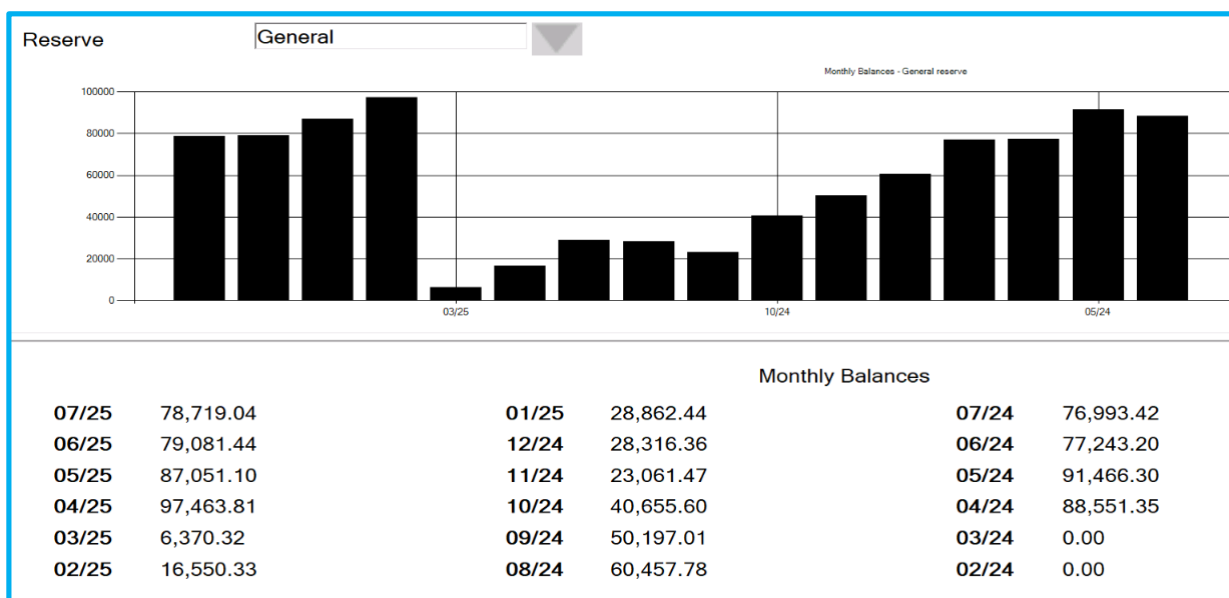 Reserve General
Monthly Balances - General reserve
100000
80000
60000
40000
20000
0
03/25 10/24 05/24
Monthly Balances
07/25 78,719.04 01/25 28,862.44 07/24 76,993.42
06/25 79,081.44 12/24 28,316.36 06/24 77,243.20
05/25 87,051.10 11/24 23,061.47 05/24 91,466.30
04/25 97,463.81 10/24 40,655.60 04/24 88,551.35
03/25 6,370.32 09/24 50,197.01 03/24 0.00
02/25 16,550.33 08/24 60,457.78 02/24 0.00